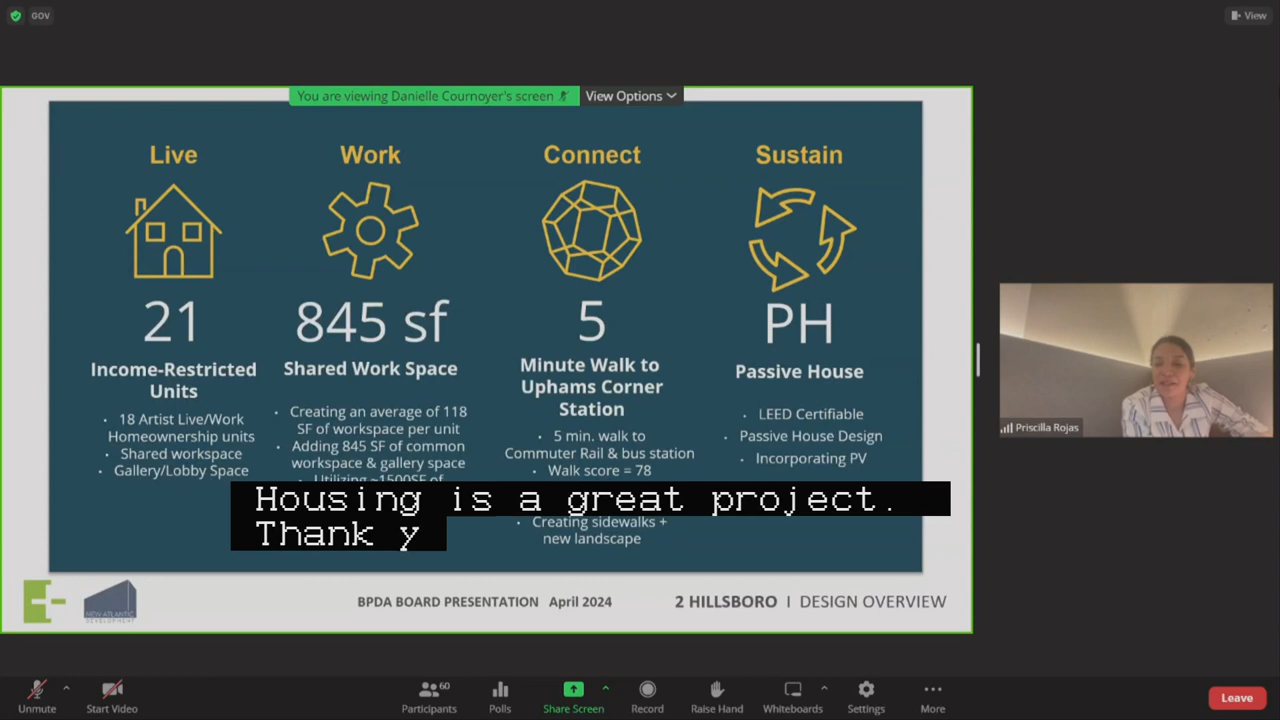 GOV
View
You are viewing Danielle Cournoyer's screen
View Options
Live
Work
Connect
Sustain
21
845 sf
5
PH
Income-Restricted
Units
Shared Work Space
Minute Walk to
Uphams Corner
Station
Passive House
· 18 Artist Live/Work
Homeownership units
· Shared workspace
· Gallery/Lobby Space
· Creating an average of 118
SF of workspace per unit
· Adding 845 SF of common
workspace & gallery space
· Utilizing ~1500SF of
· 5 min. walk to
Commuter Rail & bus station
· Walk score = 78
· Creating sidewalks +
new landscape
· LEED Certifiable
· Passive House Design
· Incorporating PV
Housing is a great project.
Thank y
Priscilla Rojas
NEW ATLANTIC
DEVELOPMENT
BPDA BOARD PRESENTATION April 2024
2 HILLSBORO | DESIGN OVERVIEW
Unmute
Start Video
60
Participants
Polls
Share Screen
Record
Raise Hand
Whiteboards
Settings
More
Leave